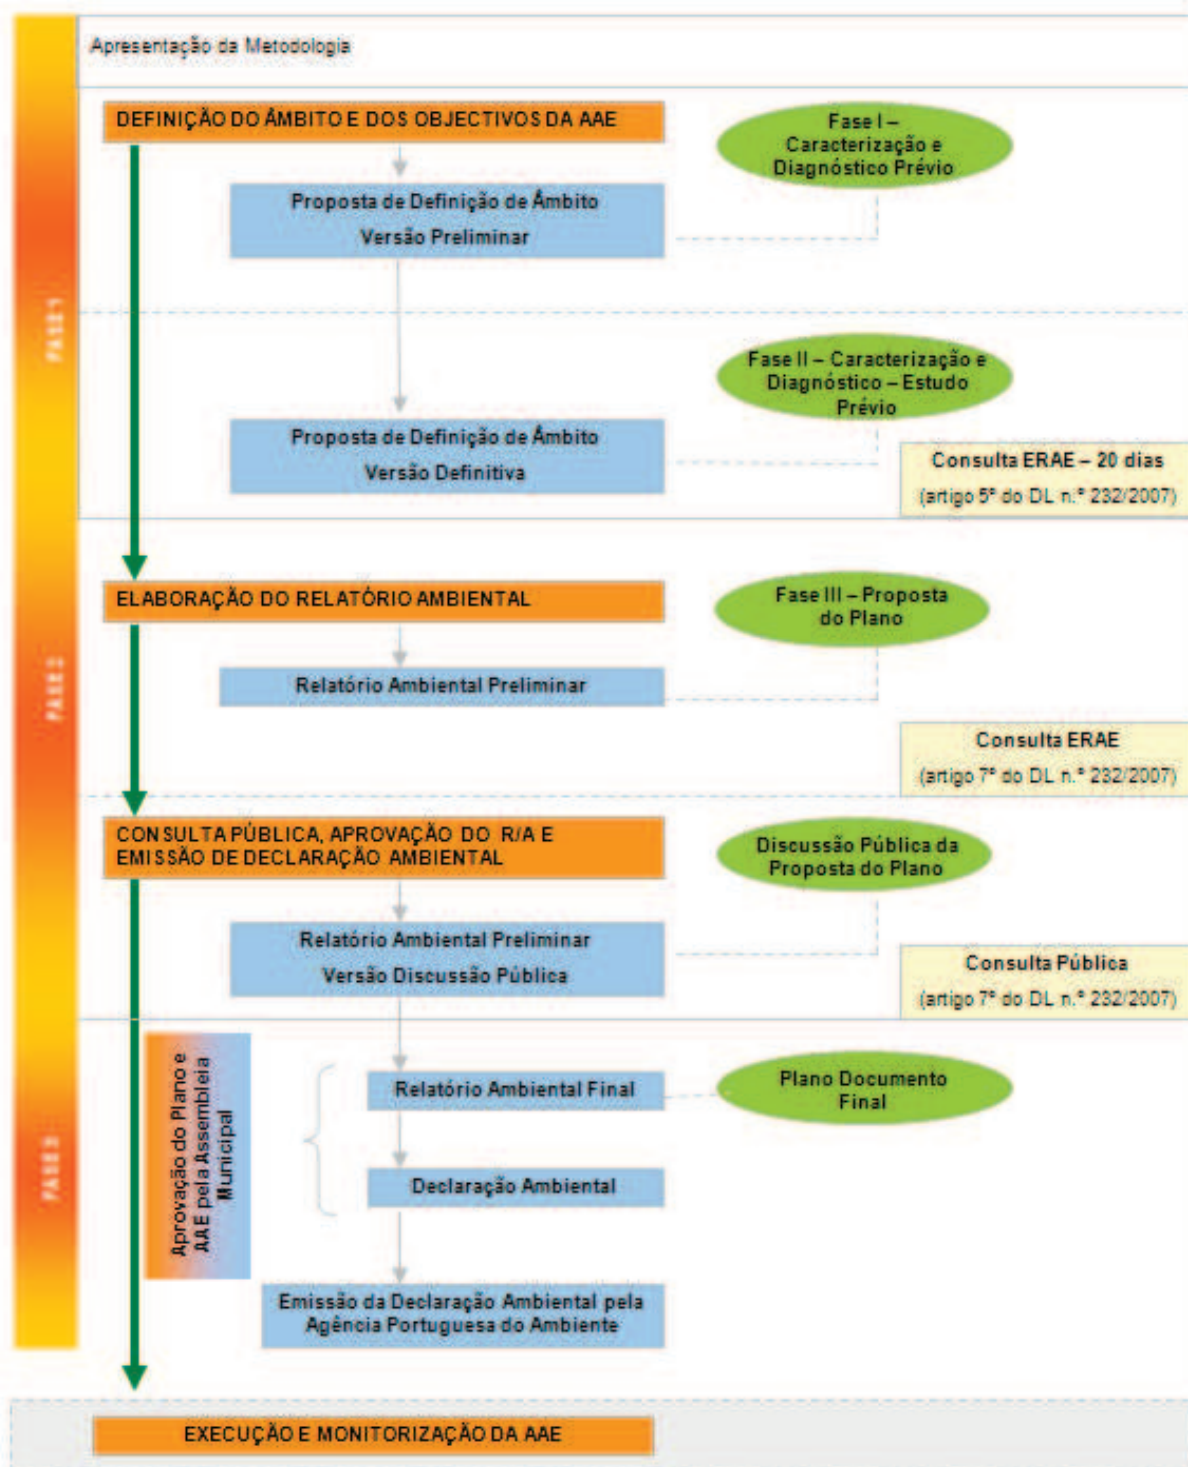 Apresentação da Metodologia
DEFINIÇÃO DO ÂMBITO E DOS OBJECTIVOS DA AAE
Fase I –
Caracterização e
Diagnóstico Prévio
Proposta de Definição de Âmbito
Versão Preliminar
FASE 1
Fase II – Caracterização e
Diagnóstico – Estudo
Prévio
Proposta de Definição de Âmbito
Versão Definitiva
Consulta ERAE – 20 dias
(artigo 5º do DL n.º 232/2007)
ELABORAÇÃO DO RELATÓRIO AMBIENTAL
Fase III – Proposta
do Plano
FASE 2
Relatório Ambiental Preliminar
Consulta ERAE
(artigo 7º do DL n.º 232/2007)
CONSULTA PÚBLICA, APROVAÇÃO DO R/A E
EMISSÃO DE DECLARAÇÃO AMBIENTAL
Discussão Pública da
Proposta do Plano
Relatório Ambiental Preliminar
Versão Discussão Pública
Consulta Pública
(artigo 7º do DL n.º 232/2007)
FASE 3
Aprovação do Plano e
AAE pela Assembleia
Municipal
Relatório Ambiental Final
Plano Documento
Final
Declaração Ambiental
Emissão da Declaração Ambiental pela
Agência Portuguesa do Ambiente
EXECUÇÃO E MONITORIZAÇÃO DA AAE